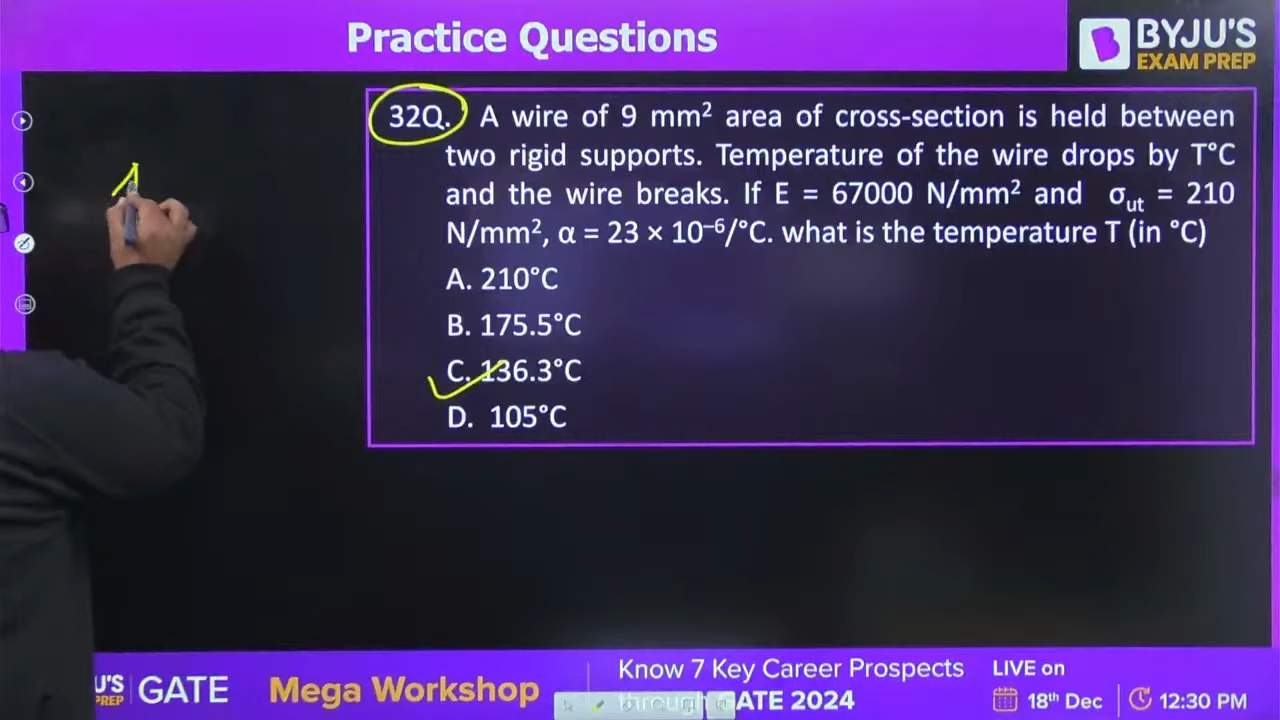 Practice Questions
BYJU'S
EXAM PREP
32Q. A wire of 9 mm² area of cross-section is held between
two rigid supports. Temperature of the wire drops by T°C
and the wire breaks. If E = 67000 N/mm² and σut = 210
N/mm², α = 23 × 10⁻⁶/°C. what is the temperature T (in °C)
A. 210°C
B. 175.5°C
C. 136.3°C
D. 105°C
GATE
Mega Workshop
Know 7 Key Career Prospects
through GATE 2024
LIVE on
18th Dec
12:30 PM